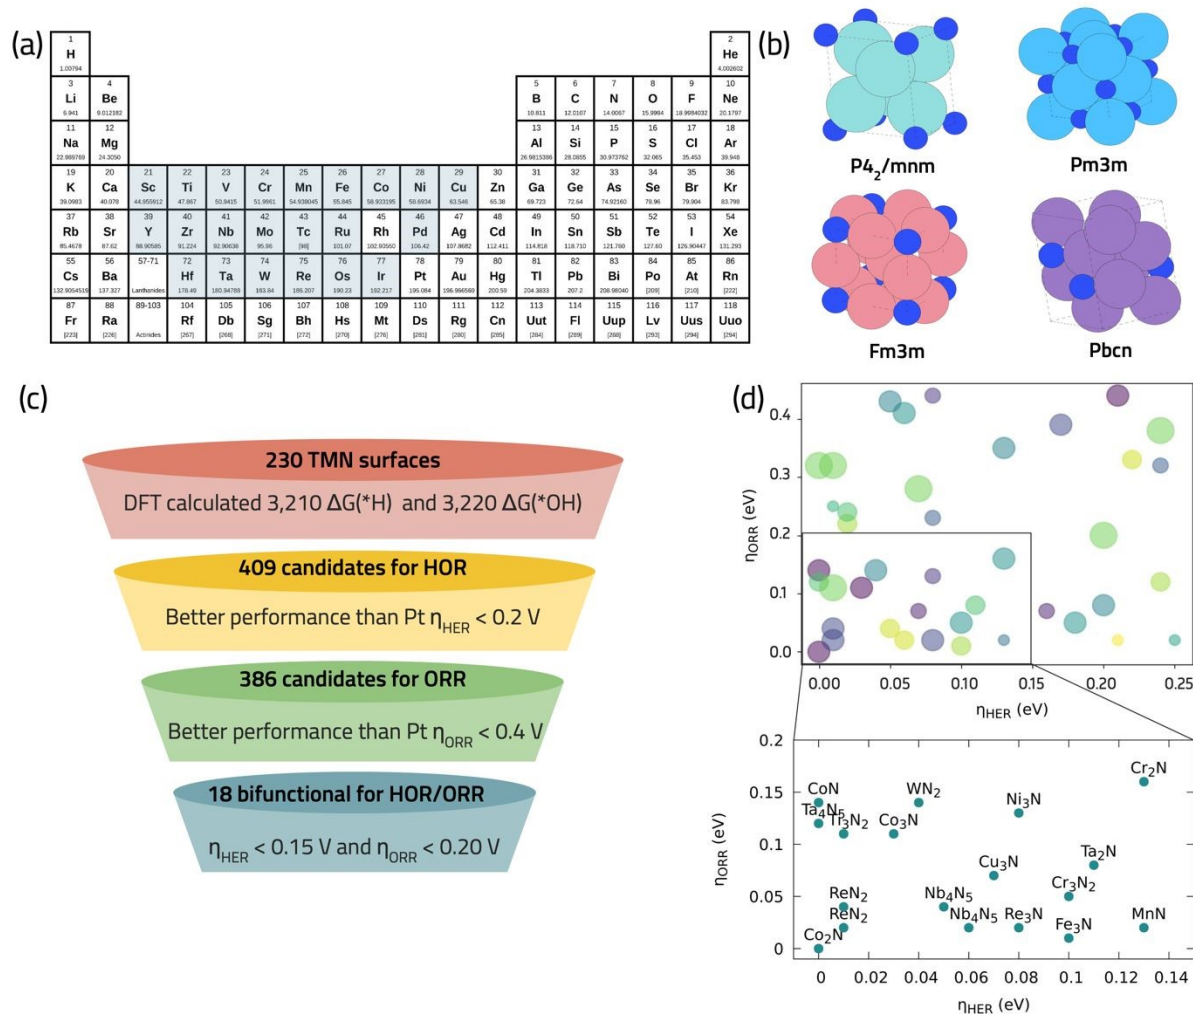 (a)
1 2
H He
1.00794 4.002602
3 4 5 6 7 8 9 10
Li Be B C N O F Ne
6.941 9.012182 10.811 12.0107 14.0067 15.9994 18.9984032 20.1797
11 12 13 14 15 16 17 18
Na Mg Al Si P S Cl Ar
22.989769 24.3050 26.9815386 28.0855 30.973762 32.065 35.453 39.948
19 20 21 22 23 24 25 26 27 28 29 30 31 32 33 34 35 36
K Ca Sc Ti V Cr Mn Fe Co Ni Cu Zn Ga Ge As Se Br Kr
39.0983 40.078 44.955912 47.867 50.9415 51.9961 54.938045 55.845 58.933195 58.6934 63.546 65.38 69.723 72.64 74.92160 78.96 79.904 83.798
37 38 39 40 41 42 43 44 45 46 47 48 49 50 51 52 53 54
Rb Sr Y Zr Nb Mo Tc Ru Rh Pd Ag Cd In Sn Sb Te I Xe
85.4678 87.62 88.90585 91.224 92.90638 95.96 [98] 101.07 102.90550 106.42 107.8682 112.411 114.818 118.710 121.760 127.60 126.90447 131.293
55 56 57-71 72 73 74 75 76 77 78 79 80 81 82 83 84 85 86
Cs Ba Hf Ta W Re Os Ir Pt Au Hg Tl Pb Bi Po At Rn
132.9054519 137.327 Lanthanides 178.49 180.94788 183.84 186.207 190.23 192.217 195.084 196.966569 200.59 204.3833 207.2 208.98040 [209] [210] [222]
87 88 89-103 104 105 106 107 108 109 110 111 112 113 114 115 116 117 118
Fr Ra Rf Db Sg Bh Hs Mt Ds Rg Cn Uut Fl Uup Lv Uus Uuo
[223] [226] Actinides [267] [268] [271] [272] [270] [276] [281] [280] [285] [284] [289] [288] [293] [294] [294]
(b)
P4₂/mnm Pm3m
Fm3m Pbcn
(c)
230 TMN surfaces
DFT calculated 3,210 ΔG(*H) and 3,220 ΔG(*OH)
409 candidates for HOR
Better performance than Pt η_HER < 0.2 V
386 candidates for ORR
Better performance than Pt η_ORR < 0.4 V
18 bifunctional for HOR/ORR
η_HER < 0.15 V and η_ORR < 0.20 V
(d)
0.4
0.3
0.2
0.1
0.0
η_ORR (eV)
0.00 0.05 0.10 0.15 0.20 0.25
η_HER (eV)
0.2
0.15
0.1
0.05
0
η_ORR (eV)
Cr₂N
CoN WN₂ Ni₃N
Ta₄N₅ Ti₃N₂ Co₃N
Ta₂N
Cu₃N
Cr₃N₂
ReN₂ Nb₄N₅
ReN₂ Nb₄N₅ Re₃N Fe₃N MnN
Co₂N
0 0.02 0.04 0.06 0.08 0.1 0.12 0.14
η_HER (eV)